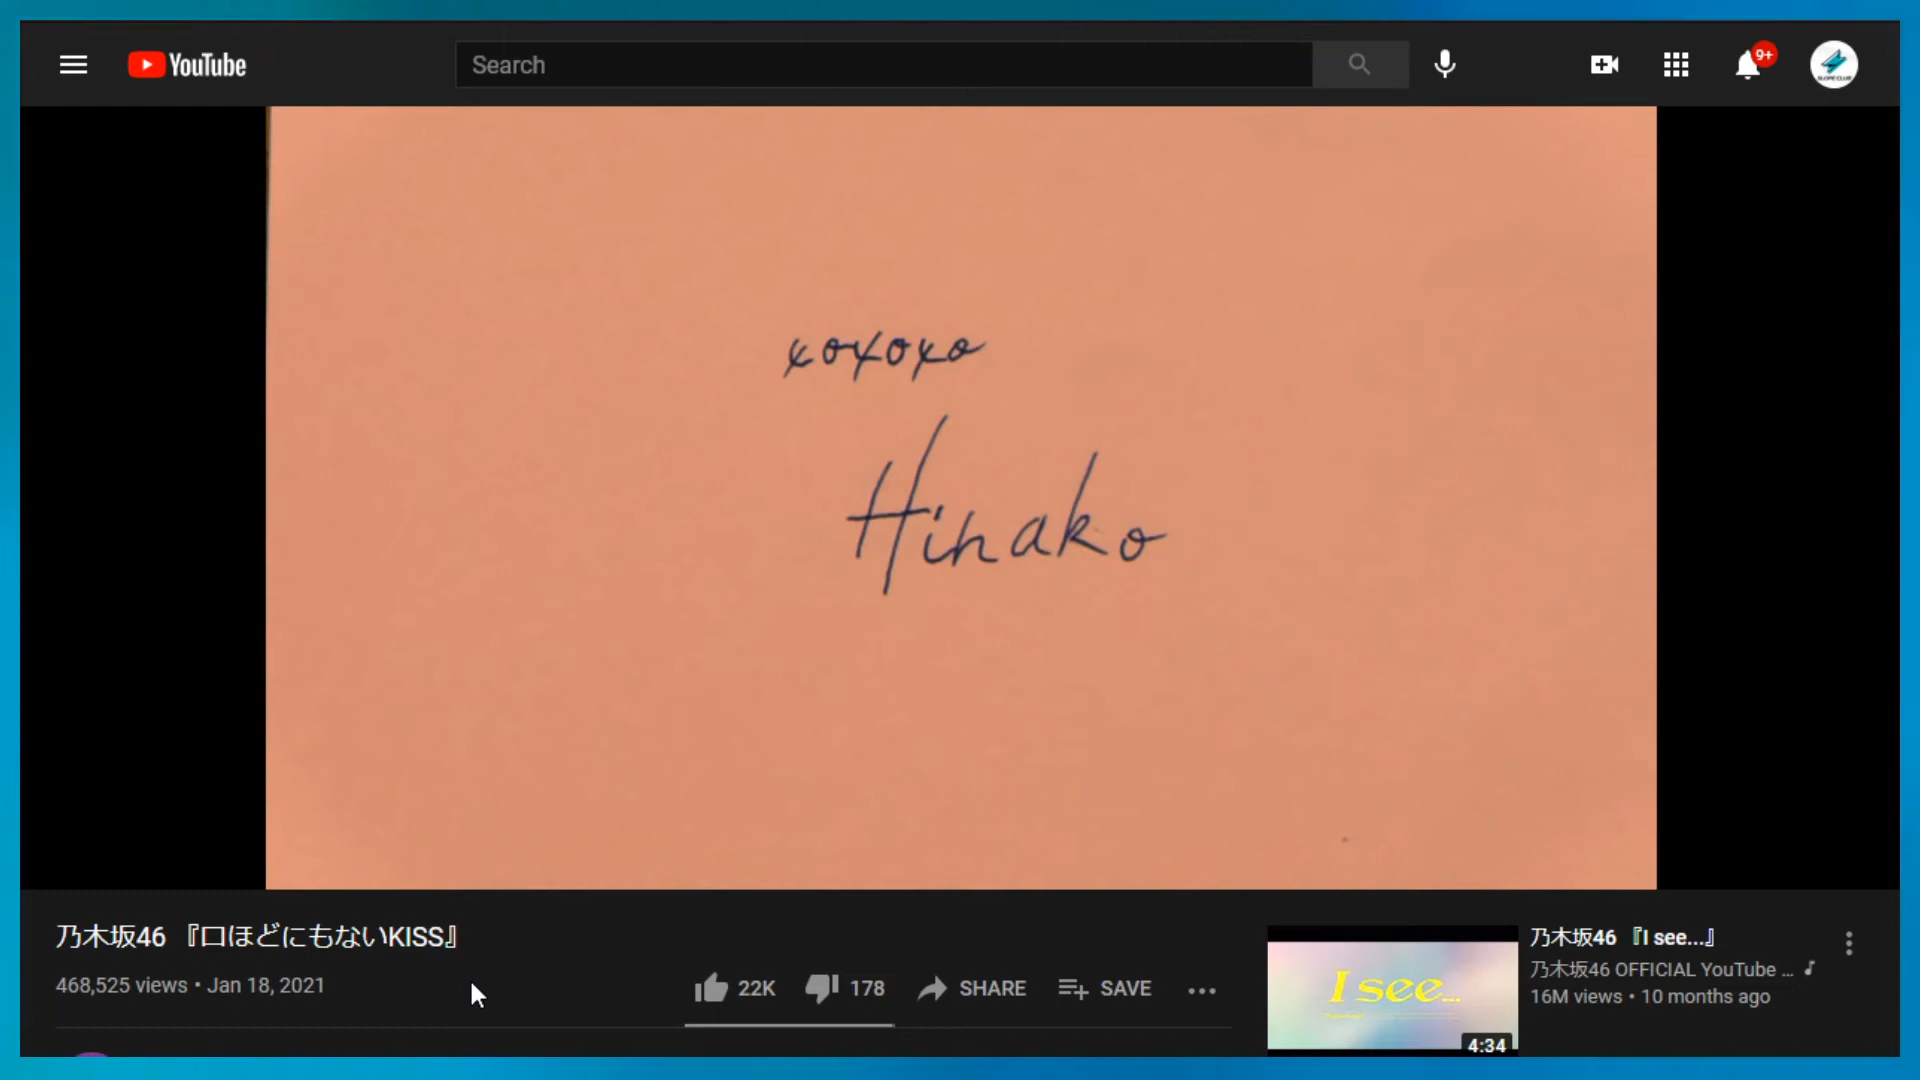 YouTube
Search
9+
SLOPE CLUB
xoxoxo
Hinako
乃木坂46 『口ほどにもないKISS』
468,525 views • Jan 18, 2021
22K
178
SHARE
SAVE
I see...
4:34
乃木坂46 『I see...』
乃木坂46 OFFICIAL YouTube ...
16M views • 10 months ago